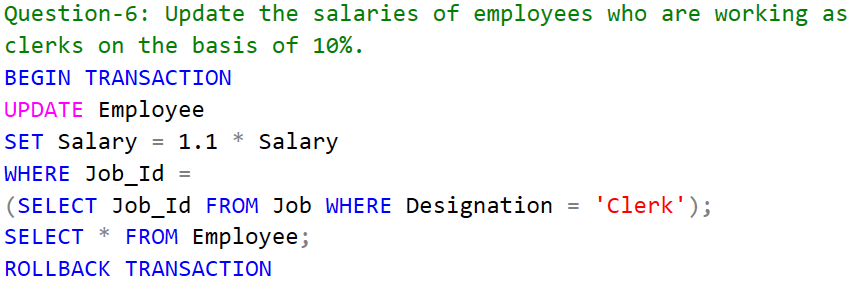 Question-6: Update the salaries of employees who are working as
clerks on the basis of 10%.
BEGIN TRANSACTION
UPDATE Employee
SET Salary = 1.1 * Salary
WHERE Job_Id =
(SELECT Job_Id FROM Job WHERE Designation = 'Clerk');
SELECT * FROM Employee;
ROLLBACK TRANSACTION